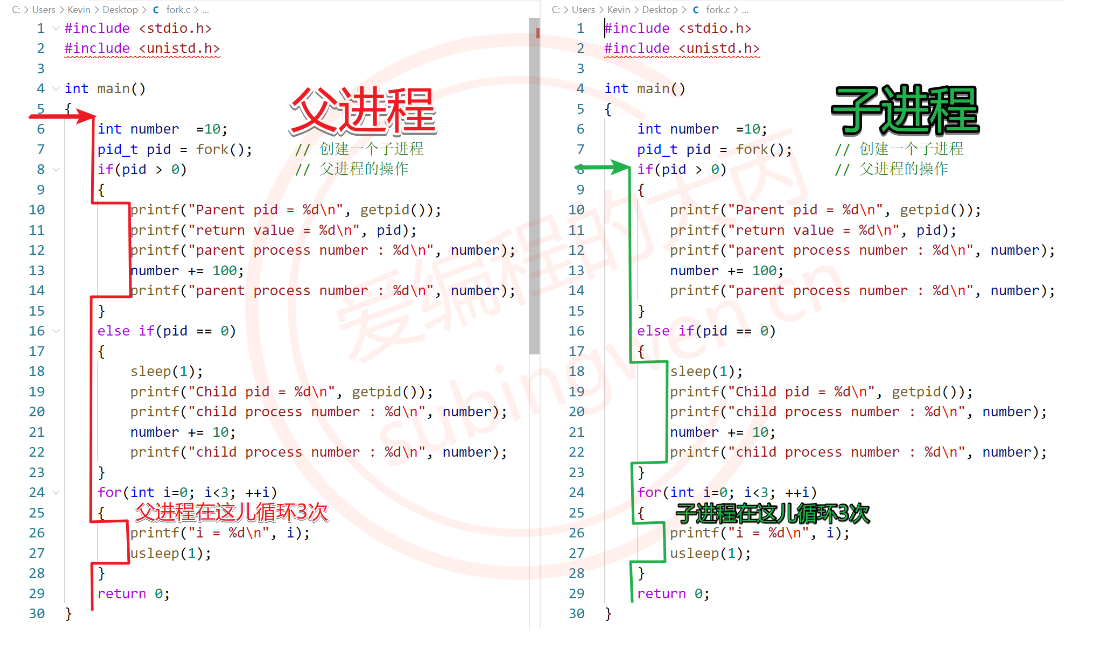 C: > Users > Kevin > Desktop > C fork.c > ...
1 #include <stdio.h>
2 #include <unistd.h>
3
4 int main()
5 {
父进程
6 int number  =10;
7 pid_t pid = fork();     // 创建一个子进程
8 if(pid > 0)             // 父进程的操作
9 {
10 printf("Parent pid = %d\n", getpid());
11 printf("return value = %d\n", pid);
12 printf("parent process number : %d\n", number);
13 number += 100;
14 printf("parent process number : %d\n", number);
15 }
16 else if(pid == 0)
17 {
18 sleep(1);
19 printf("Child pid = %d\n", getpid());
20 printf("child process number : %d\n", number);
21 number += 10;
22 printf("child process number : %d\n", number);
23 }
24 for(int i=0; i<3; ++i)
25 {
父进程在这儿循环3次
26 printf("i = %d\n", i);
27 usleep(1);
28 }
29 return 0;
30 }
C: > Users > Kevin > Desktop > C fork.c > ...
1 #include <stdio.h>
2 #include <unistd.h>
3
4 int main()
5 {
子进程
6 int number  =10;
7 pid_t pid = fork();     // 创建一个子进程
8 if(pid > 0)             // 父进程的操作
9 {
10 printf("Parent pid = %d\n", getpid());
11 printf("return value = %d\n", pid);
12 printf("parent process number : %d\n", number);
13 number += 100;
14 printf("parent process number : %d\n", number);
15 }
16 else if(pid == 0)
17 {
18 sleep(1);
19 printf("Child pid = %d\n", getpid());
20 printf("child process number : %d\n", number);
21 number += 10;
22 printf("child process number : %d\n", number);
23 }
24 for(int i=0; i<3; ++i)
25 {
子进程在这儿循环3次
26 printf("i = %d\n", i);
27 usleep(1);
28 }
29 return 0;
30 }
爱编程的大丙
subingwen.cn